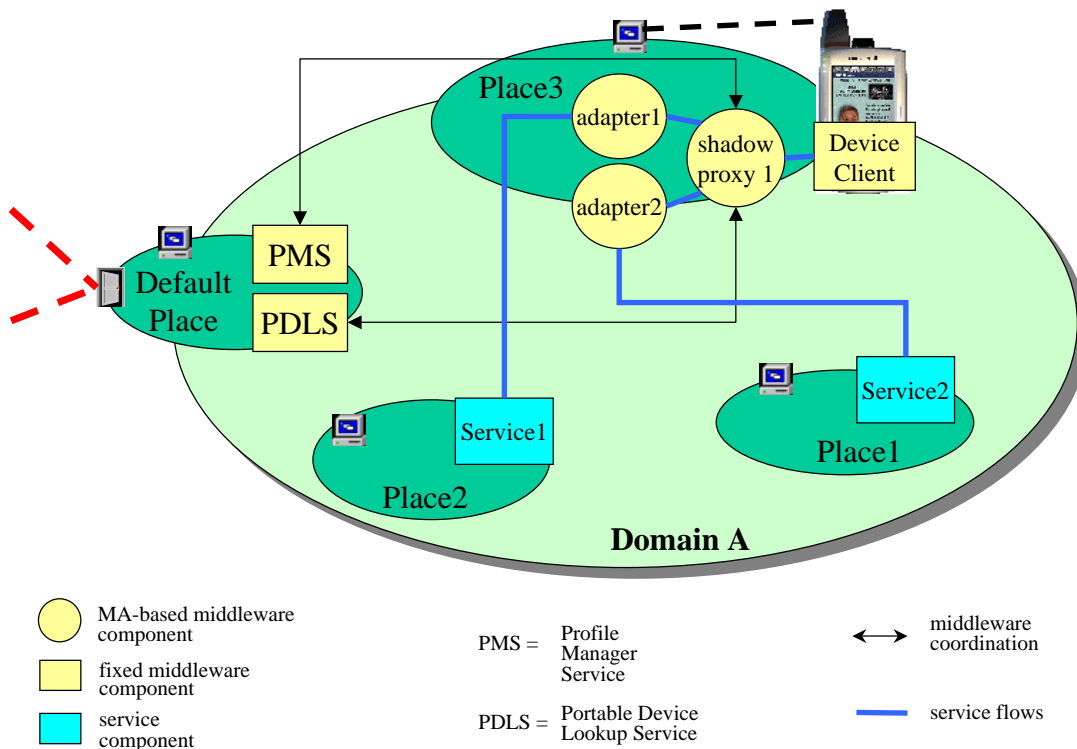 Place3
adapter1
shadow
proxy 1
Device
Client
adapter2
PMS
Default
Place
PDLS
Service2
Service1
Place1
Place2
Domain A
MA-based middleware
component
fixed middleware
component
service
component
PMS = Profile
Manager
Service
PDLS = Portable Device
Lookup Service
middleware
coordination
service flows